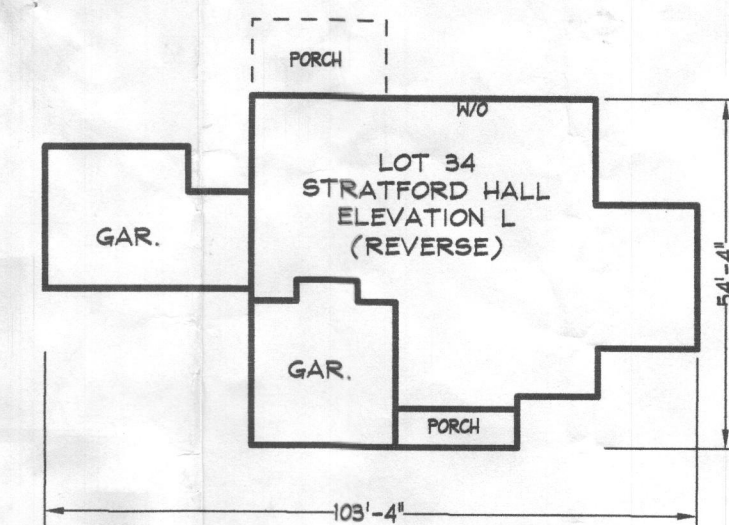 PORCH
W/O
LOT 34
STRATFORD HALL
ELEVATION L
(REVERSE)
GAR.
54'-4"
GAR.
PORCH
103'-4"